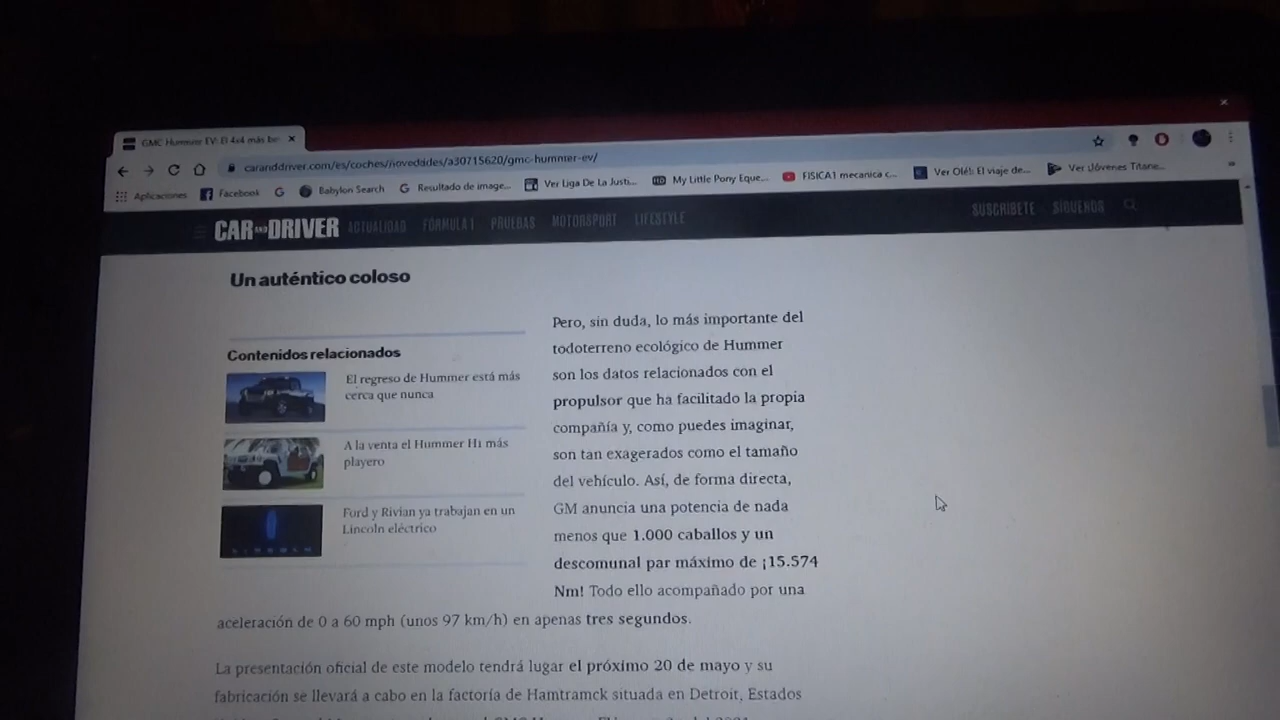 GMC Hummer EV: El 4x4 más be
caranddriver.com/es/coches/novedades/a30715620/gmc-hummer-ev/
Aplicaciones Facebook Babylon Search Resultado de image... Ver Liga De La Justi... My Little Pony Eque... FISICA1 mecanica c... Ver Olé!: El viaje de... Ver Jóvenes Titane...
CAR AND DRIVER ACTUALIDAD FÓRMULA 1 PRUEBAS MOTORSPORT LIFESTYLE SUSCRÍBETE SÍGUENOS
Un auténtico coloso
Contenidos relacionados
El regreso de Hummer está más
cerca que nunca
A la venta el Hummer H1 más
playero
Ford y Rivian ya trabajan en un
Lincoln eléctrico
LINCOLN
Pero, sin duda, lo más importante del
todoterreno ecológico de Hummer
son los datos relacionados con el
propulsor que ha facilitado la propia
compañía y, como puedes imaginar,
son tan exagerados como el tamaño
del vehículo. Así, de forma directa,
GM anuncia una potencia de nada
menos que 1.000 caballos y un
descomunal par máximo de ¡15.574
Nm! Todo ello acompañado por una
aceleración de 0 a 60 mph (unos 97 km/h) en apenas tres segundos.
La presentación oficial de este modelo tendrá lugar el próximo 20 de mayo y su
fabricación se llevará a cabo en la factoría de Hamtramck situada en Detroit, Estados